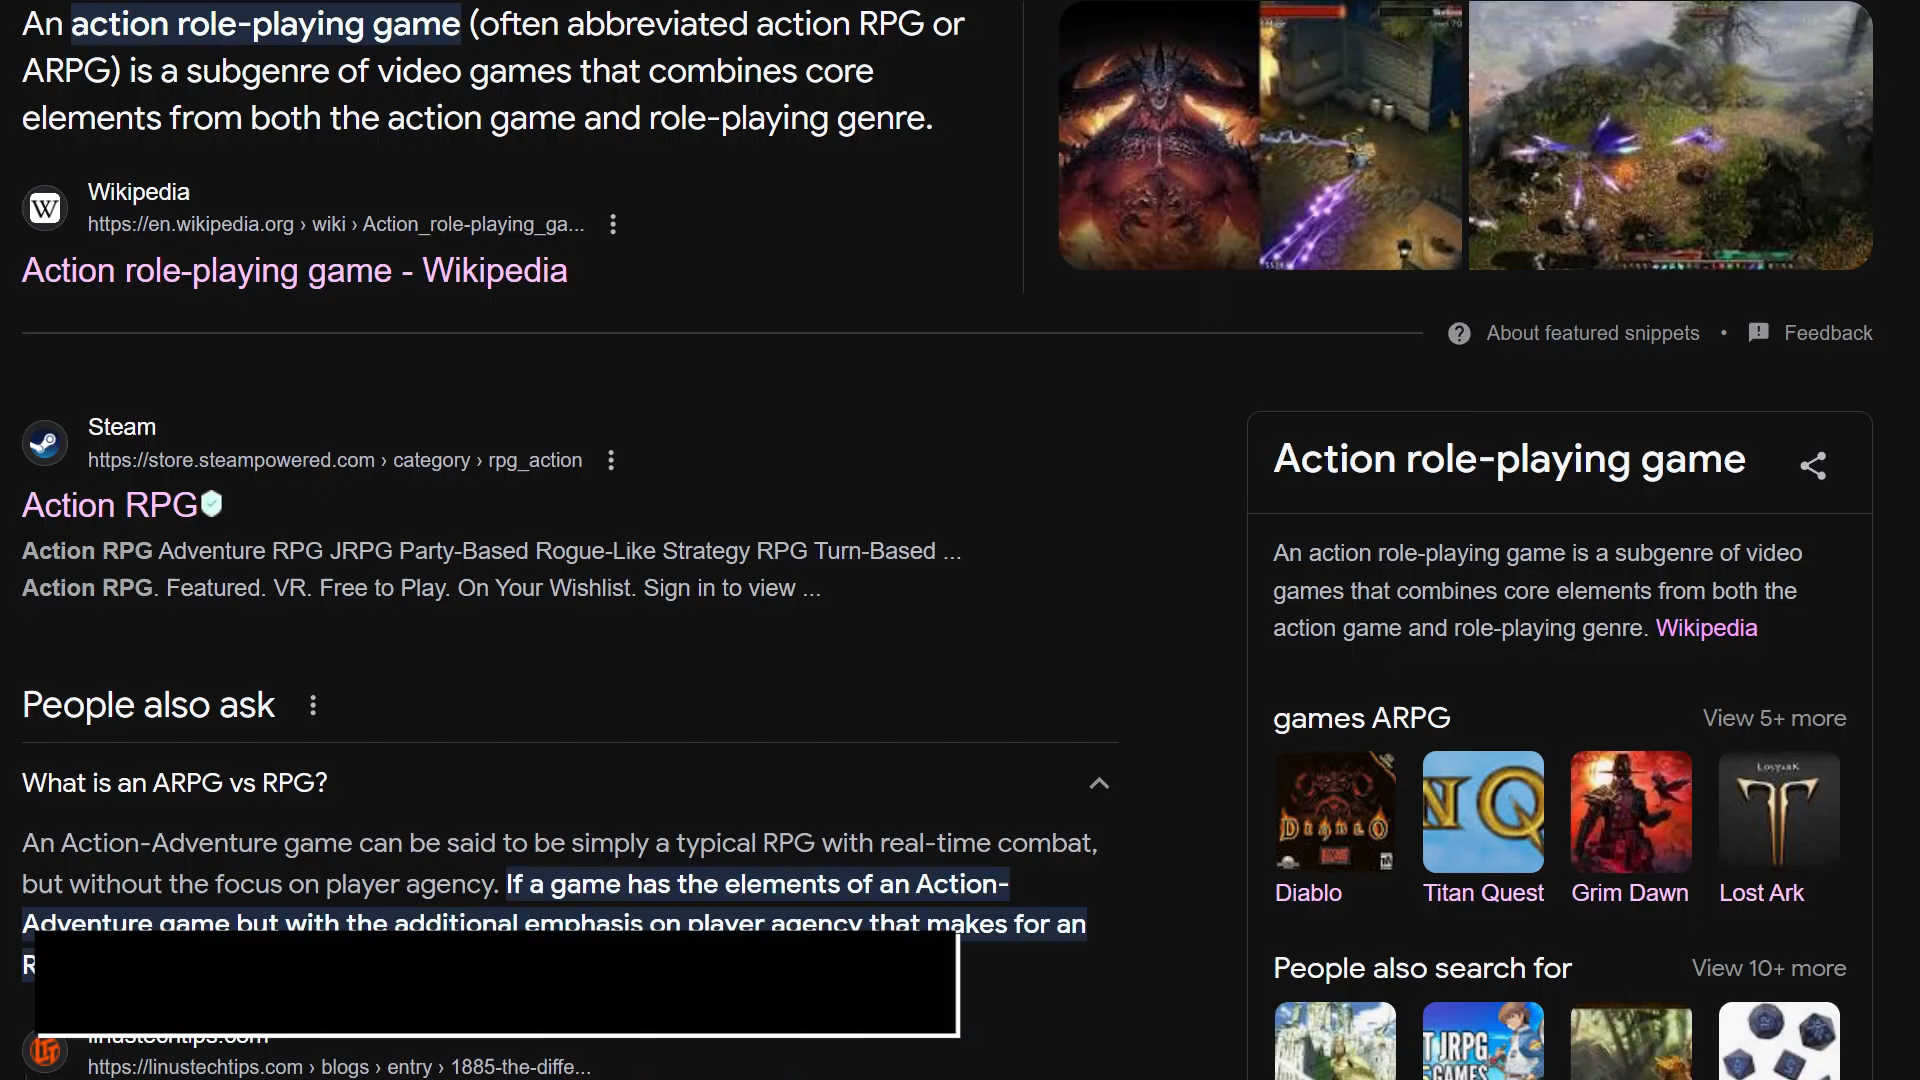 An action role-playing game (often abbreviated action RPG or
ARPG) is a subgenre of video games that combines core
elements from both the action game and role-playing genre.
W
Wikipedia
https://en.wikipedia.org › wiki › Action_role-playing_ga...
Action role-playing game - Wikipedia
About featured snippets • Feedback
Steam
https://store.steampowered.com › category › rpg_action
Action RPG
Action RPG Adventure RPG JRPG Party-Based Rogue-Like Strategy RPG Turn-Based ...
Action RPG. Featured. VR. Free to Play. On Your Wishlist. Sign in to view ...
People also ask
What is an ARPG vs RPG?
An Action-Adventure game can be said to be simply a typical RPG with real-time combat,
but without the focus on player agency. If a game has the elements of an Action-
Adventure game but with the additional emphasis on player agency that makes for an
R
linustechtips.com
https://linustechtips.com › blogs › entry › 1885-the-diffe...
Action role-playing game
An action role-playing game is a subgenre of video
games that combines core elements from both the
action game and role-playing genre. Wikipedia
games ARPG
View 5+ more
DIABLO
N Q
LOST ARK
Diablo
Titan Quest
Grim Dawn
Lost Ark
People also search for
View 10+ more
T JRPG
GAMES